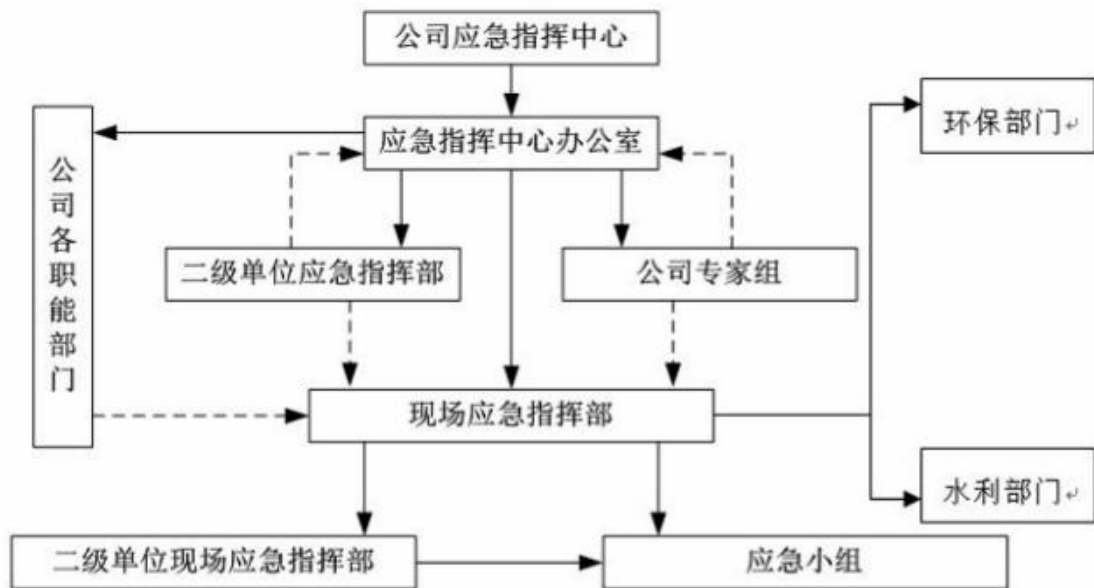 公司应急指挥中心
环保部门
应急指挥中心办公室
公司各职能部门
二级单位应急指挥部
公司专家组
现场应急指挥部
水利部门
二级单位现场应急指挥部
应急小组